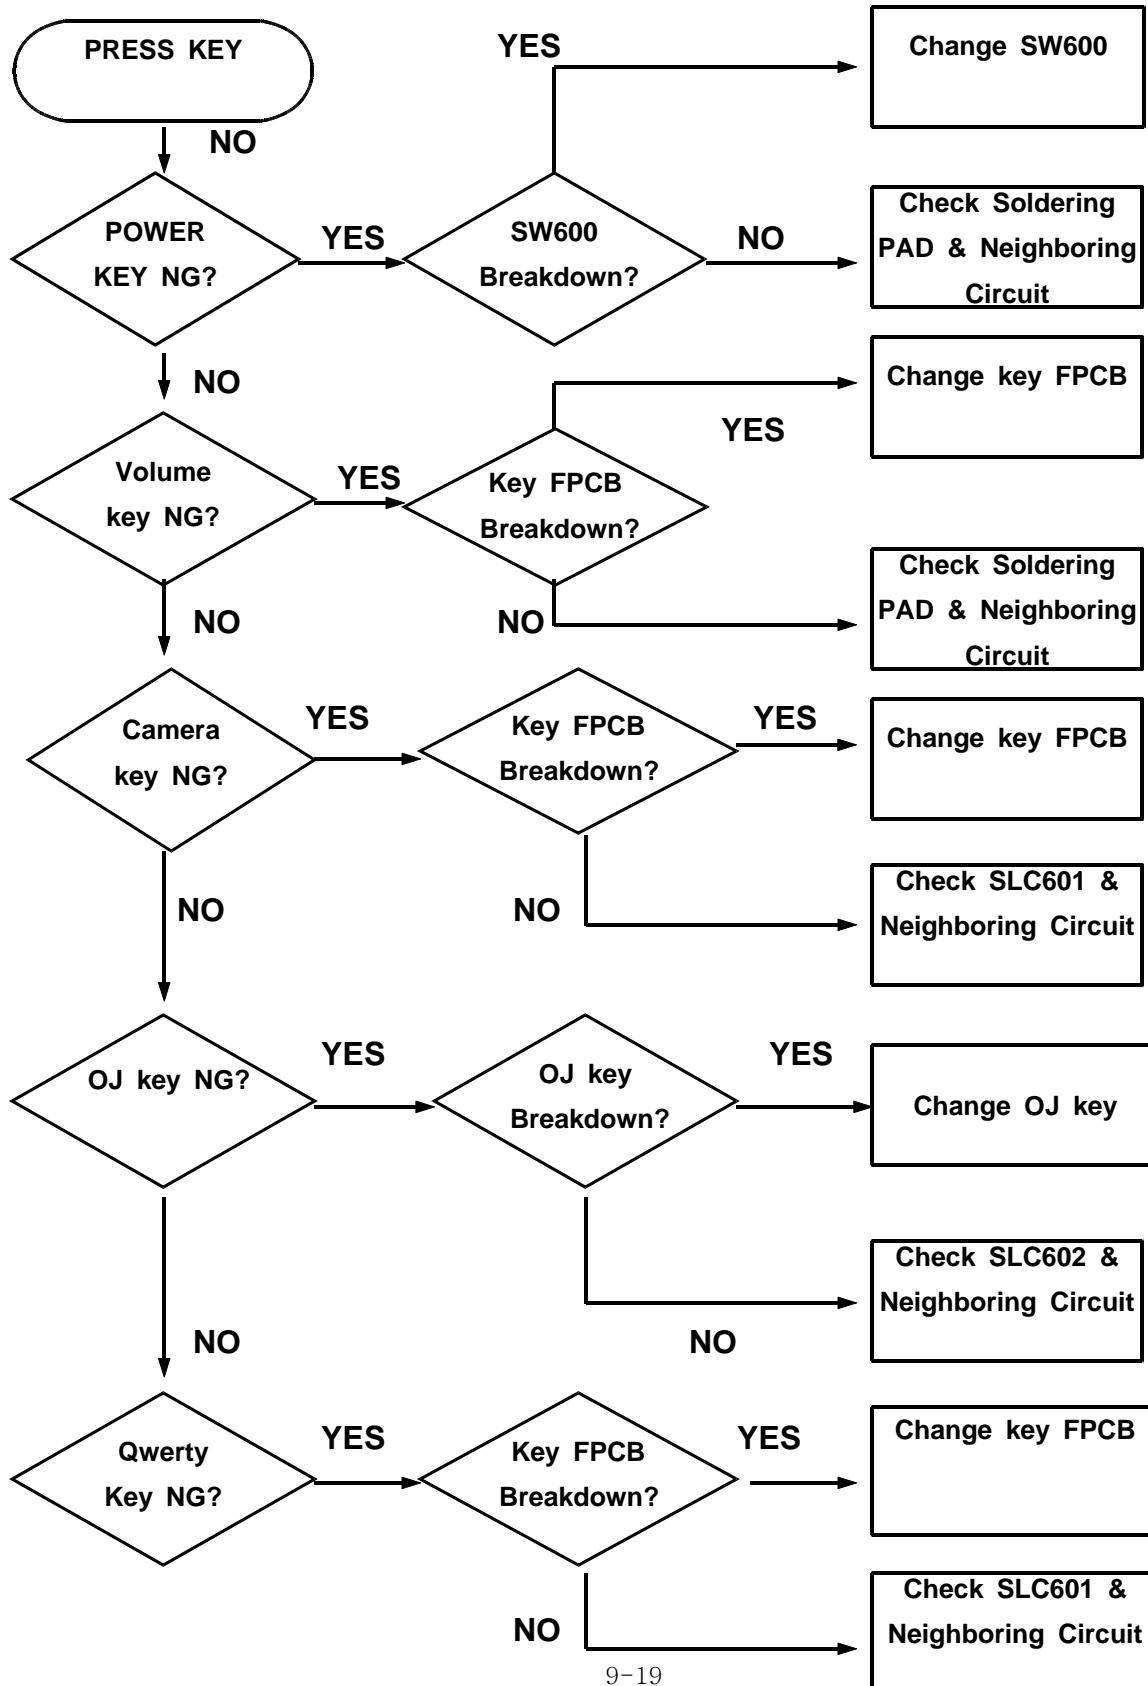 PRESS KEY
YES
Change SW600
NO
POWER
KEY NG?
YES
SW600
Breakdown?
NO
Check Soldering
PAD & Neighboring
Circuit
NO
Volume
key NG?
YES
Key FPCB
Breakdown?
YES
Change key FPCB
NO
NO
Check Soldering
PAD & Neighboring
Circuit
Camera
key NG?
YES
Key FPCB
Breakdown?
YES
Change key FPCB
NO
NO
Check SLC601 &
Neighboring Circuit
OJ key NG?
YES
OJ key
Breakdown?
YES
Change OJ key
NO
NO
Check SLC602 &
Neighboring Circuit
Qwerty
Key NG?
YES
Key FPCB
Breakdown?
YES
Change key FPCB
NO
Check SLC601 &
Neighboring Circuit
9-19